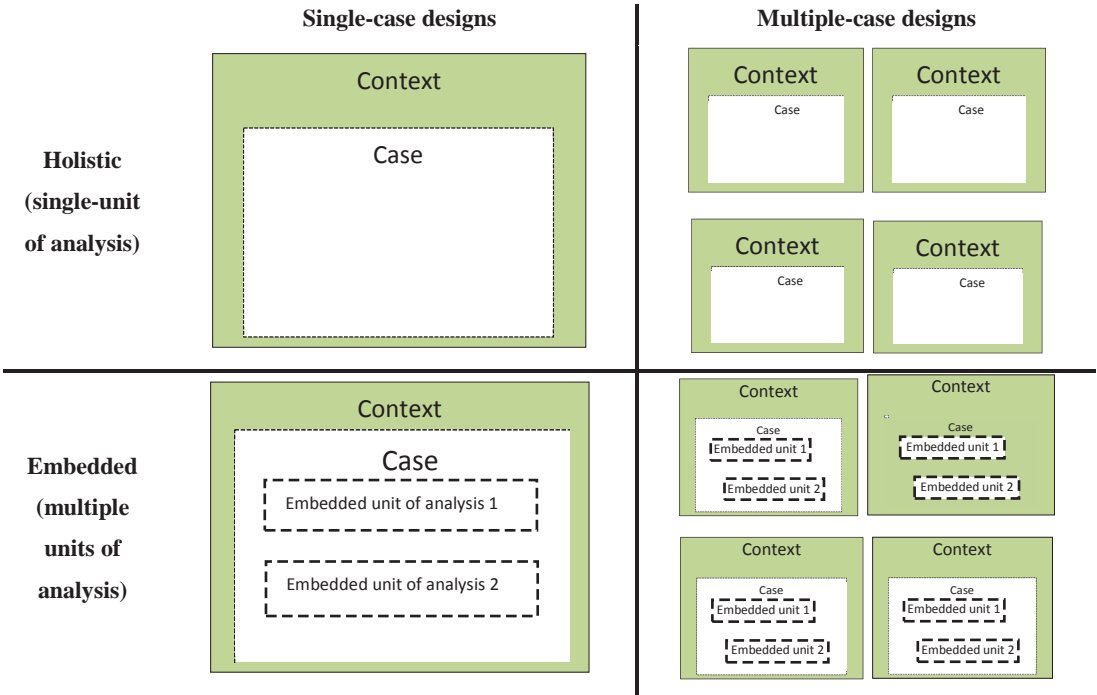 Single-case designs
Multiple-case designs
Holistic
(single-unit
of analysis)
Context
Case
Context
Case
Context
Case
Context
Case
Context
Case
Embedded
(multiple
units of
analysis)
Context
Case
Embedded unit of analysis 1
Embedded unit of analysis 2
Context
Case
Embedded unit 1
Embedded unit 2
Context
Case
Embedded unit 1
Embedded unit 2
Context
Case
Embedded unit 1
Embedded unit 2
Context
Case
Embedded unit 1
Embedded unit 2